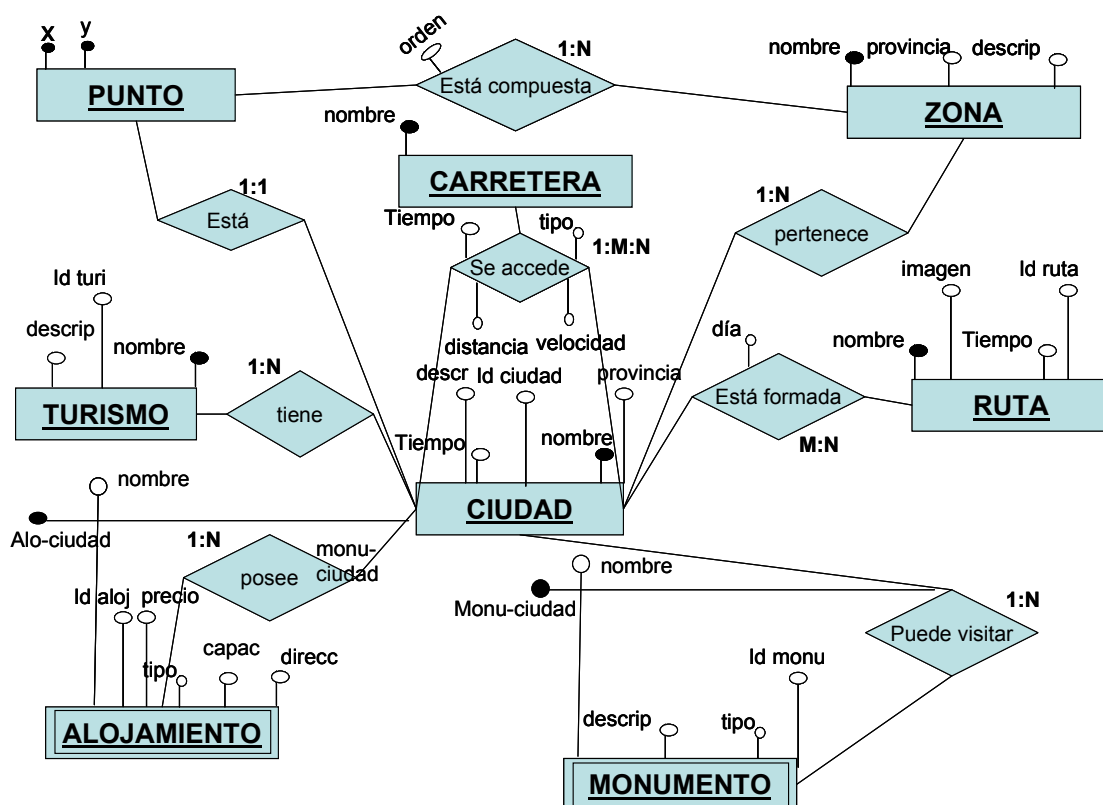 x
y
PUNTO
orden
1:N
Está compuesta
nombre
provincia
descrip
ZONA
nombre
CARRETERA
1:1
Está
Tiempo
tipo
1:M:N
Se accede
distancia
velocidad
1:N
pertenece
Id turi
descrip
nombre
TURISMO
1:N
tiene
descr
Id ciudad
provincia
Tiempo
nombre
CIUDAD
día
Está formada
M:N
imagen
Id ruta
nombre
Tiempo
RUTA
nombre
Alo-ciudad
1:N
posee
monu-
ciudad
Id aloj
precio
tipo
capac
direcc
ALOJAMIENTO
nombre
Monu-ciudad
1:N
Puede visitar
Id monu
descrip
tipo
MONUMENTO